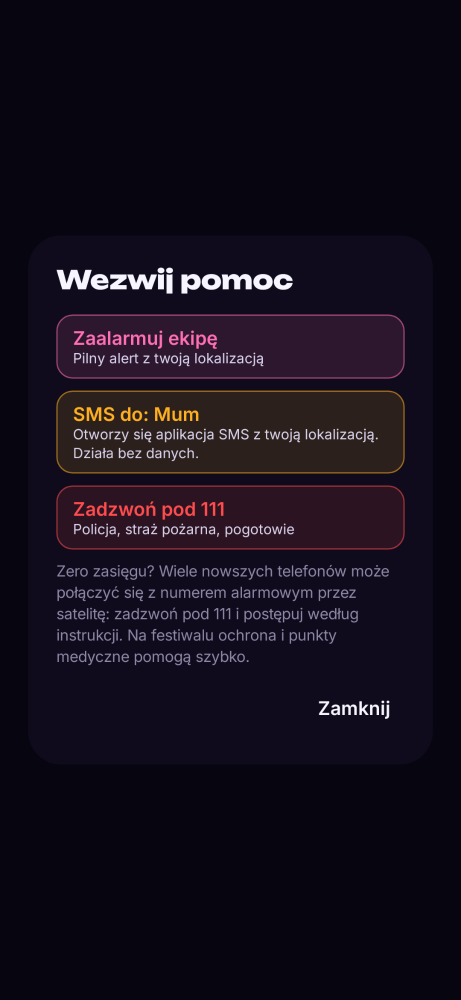 Wezwij pomoc
Zaalarmuj ekipę
Pilny alert z twoją lokalizacją
SMS do: Mum
Otworzy się aplikacja SMS z twoją lokalizacją.
Działa bez danych.
Zadzwoń pod 111
Policja, straż pożarna, pogotowie
Zero zasięgu? Wiele nowszych telefonów może
połączyć się z numerem alarmowym przez
satelitę: zadzwoń pod 111 i postępuj według
instrukcji. Na festiwalu ochrona i punkty
medyczne pomogą szybko.
Zamknij